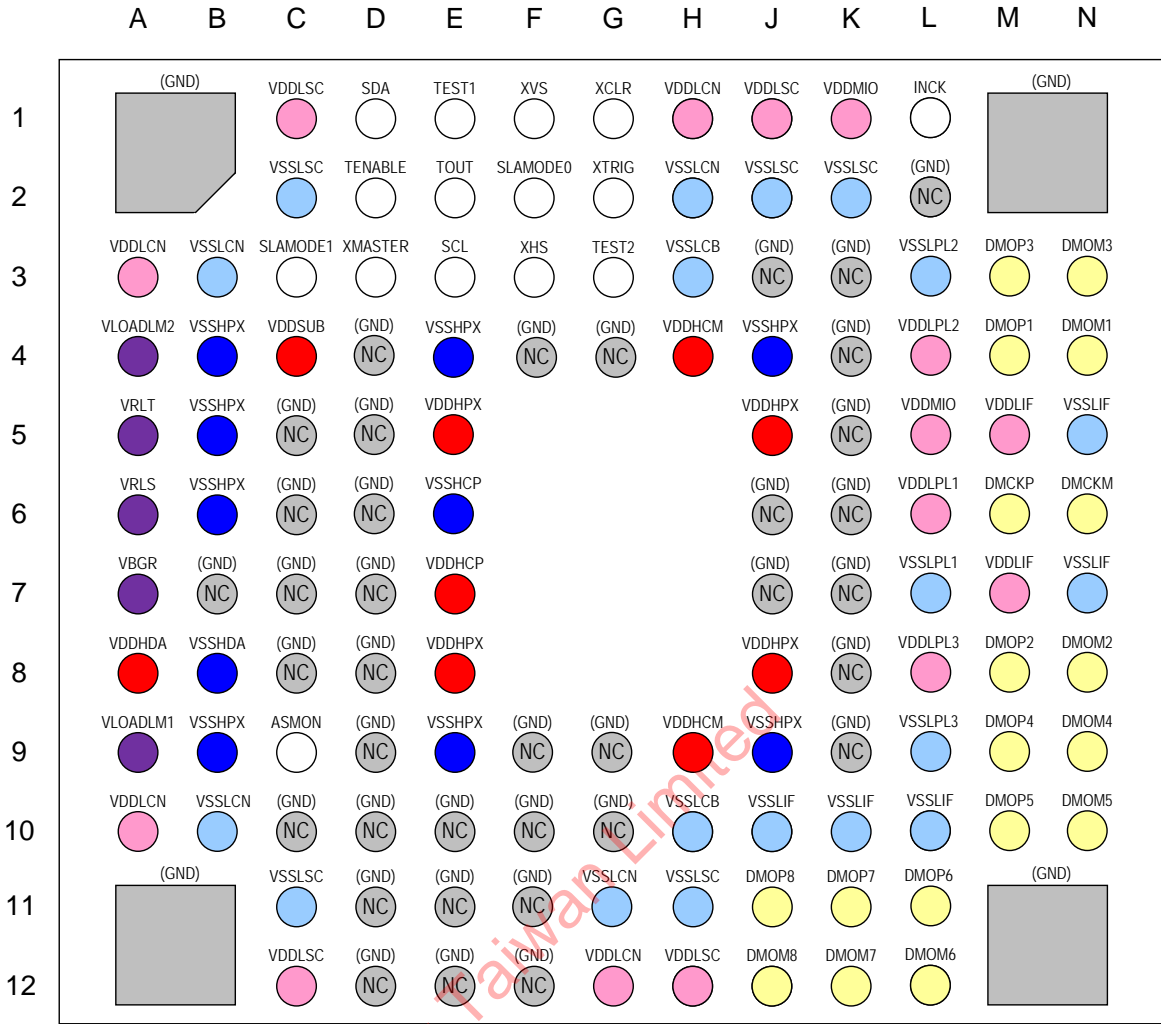 A B C D E F G H J K L M N
(GND) VDDLSC SDA TEST1 XVS XCLR VDDLCN VDDLSC VDDMIO INCK (GND)
1
VSSLSC TENABLE TOUT SLAMODE0 XTRIG VSSLCN VSSLSC VSSLSC (GND)
2 NC
VDDLCN VSSLCN SLAMODE1 XMASTER SCL XHS TEST2 VSSLCB (GND) (GND) VSSLPL2 DMOP3 DMOM3
3 NC NC
VLOADLM2 VSSHPX VDDSUB (GND) VSSHPX (GND) (GND) VDDHCM VSSHPX (GND) VDDLPL2 DMOP1 DMOM1
4 NC NC NC NC
VRLT VSSHPX (GND) (GND) VDDHPX VDDHPX (GND) VDDMIO VDDLIF VSSLIF
5 NC NC NC
VRLS VSSHPX (GND) (GND) VSSHCP (GND) (GND) VDDLPL1 DMCKP DMCKM
6 NC NC NC NC
VBGR (GND) (GND) (GND) VDDHCP (GND) (GND) VSSLPL1 VDDLIF VSSLIF
7 NC NC NC NC NC
VDDHDA VSSHDA (GND) (GND) VDDHPX VDDHPX (GND) VDDLPL3 DMOP2 DMOM2
8 NC NC NC
VLOADLM1 VSSHPX ASMON (GND) VSSHPX (GND) (GND) VDDHCM VSSHPX (GND) VSSLPL3 DMOP4 DMOM4
9 NC NC NC NC
VDDLCN VSSLCN (GND) (GND) (GND) (GND) (GND) VSSLCB VSSLIF VSSLIF VSSLIF DMOP5 DMOM5
10 NC NC NC NC NC
(GND) VSSLSC (GND) (GND) (GND) VSSLCN VSSLSC DMOP8 DMOP7 DMOP6 (GND)
11 NC NC NC
VDDLSC (GND) (GND) (GND) VDDLCN VDDLSC DMOM8 DMOM7 DMOM6
12 NC NC NC
Taiwan Limited